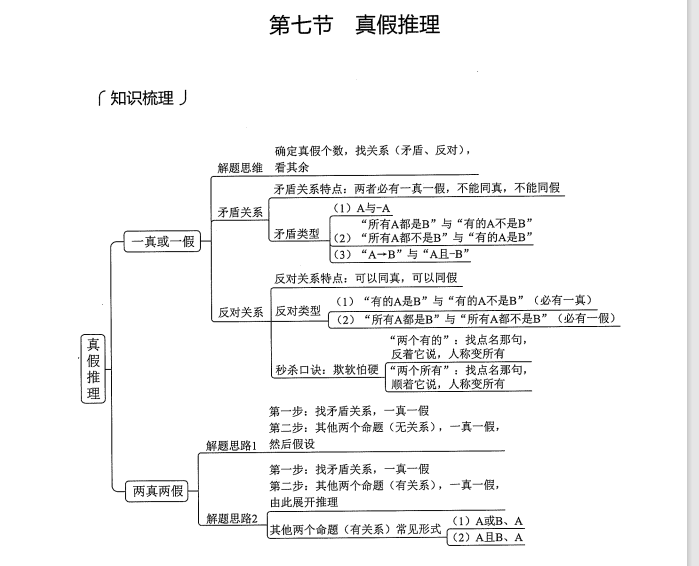 第七节 真假推理
知识梳理
确定真假个数，找关系（矛盾、反对），
解题思维 看其余
矛盾关系特点：两者必有一真一假，不能同真，不能同假
矛盾关系
（1）A与-A
矛盾类型
“所有A都是B”与“有的A不是B”
（2）“所有A都不是B”与“有的A是B”
（3）“A→B”与“A且-B”
一真或一假
反对关系特点：可以同真，可以同假
反对关系
反对类型
（1）“有的A是B”与“有的A不是B”（必有一真）
（2）“所有A都是B”与“所有A都不是B”（必有一假）
秒杀口诀：欺软怕硬
“两个有的”：找点名那句，
反着它说，人称变所有
“两个所有”：找点名那句，
顺着它说，人称变所有
真假推理
第一步：找矛盾关系，一真一假
第二步：其他两个命题（无关系），一真一假，
解题思路1 然后假设
两真两假
第一步：找矛盾关系，一真一假
第二步：其他两个命题（有关系），一真一假，
由此展开推理
解题思路2
其他两个命题（有关系）常见形式
（1）A或B、A
（2）A且B、A